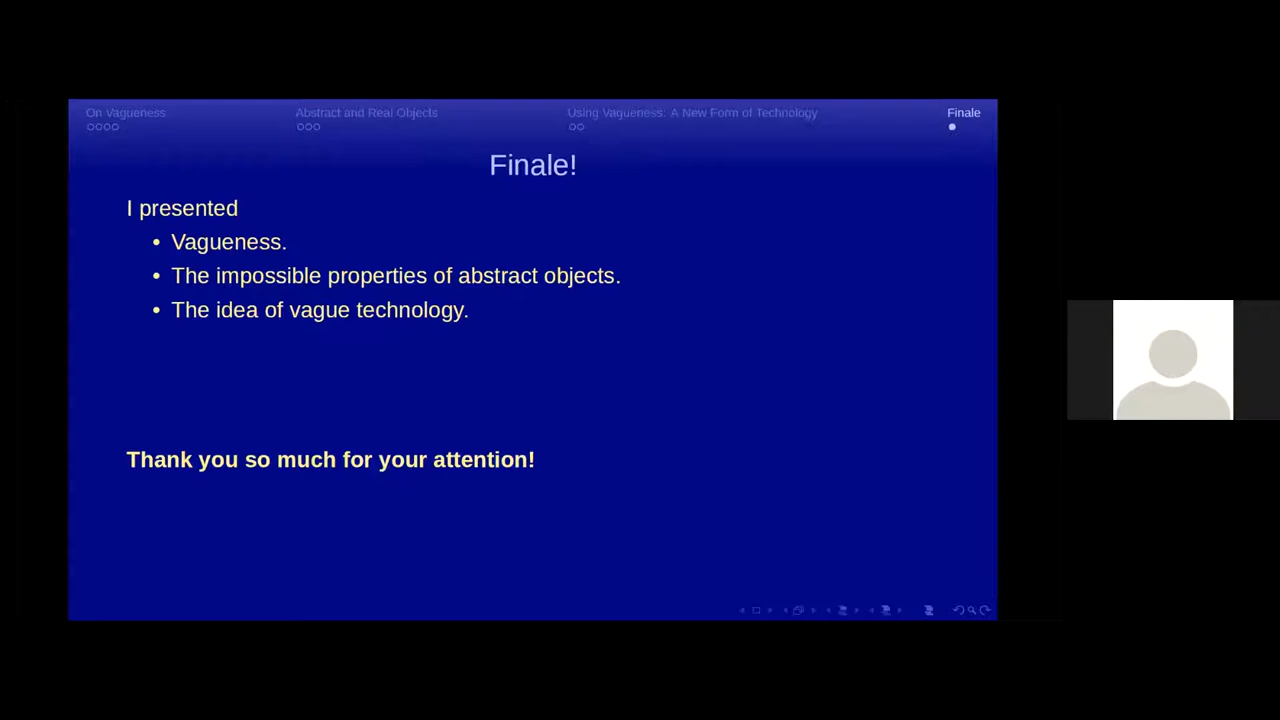 On Vagueness
Abstract and Real Objects
Using Vagueness: A New Form of Technology
Finale
Finale!
I presented
• Vagueness.
• The impossible properties of abstract objects.
• The idea of vague technology.
Thank you so much for your attention!